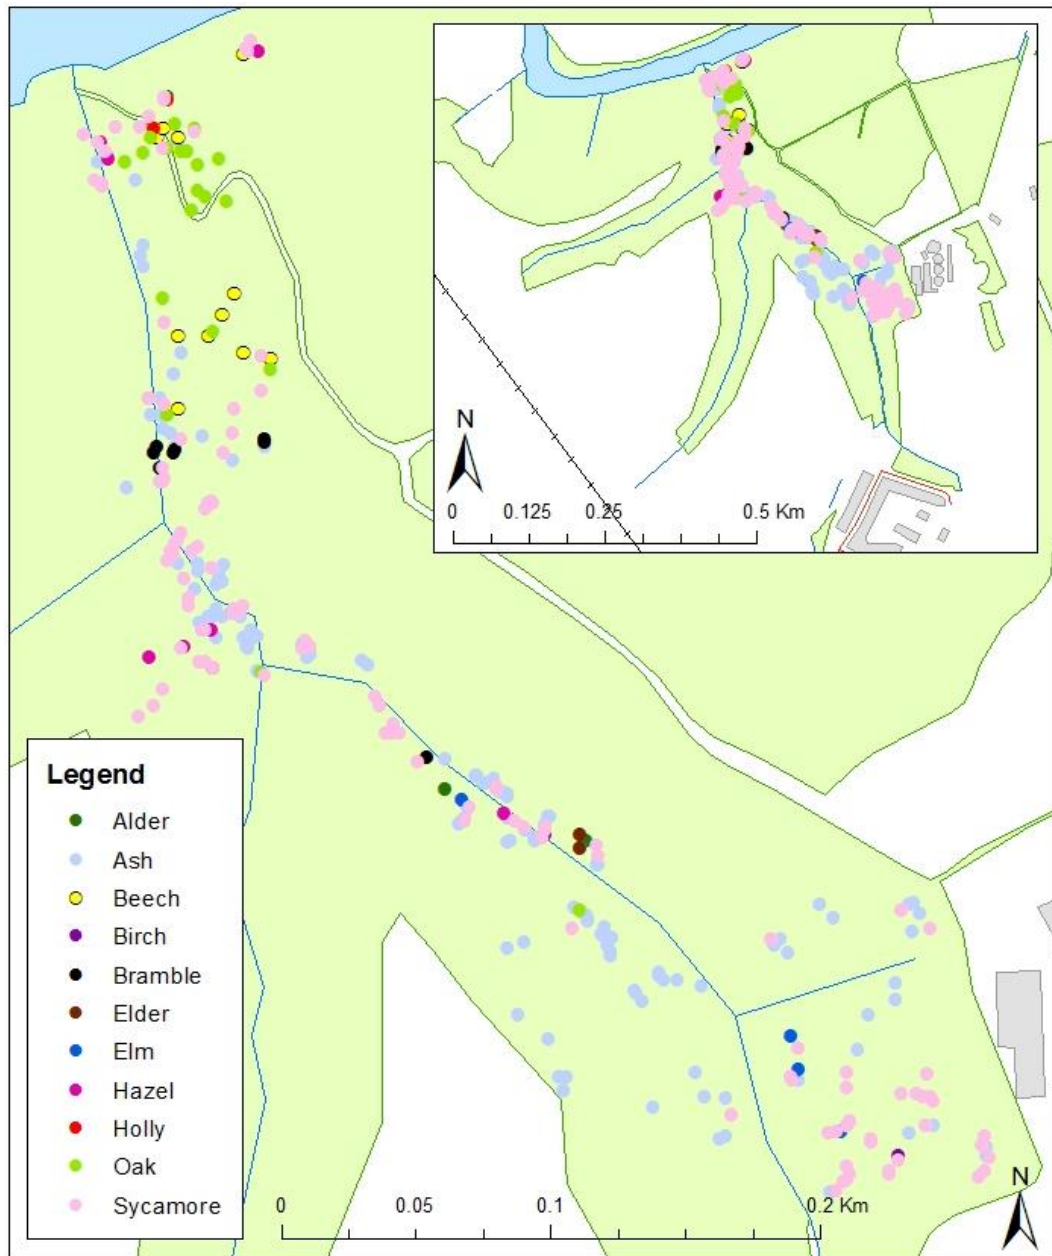 N
0 0.125 0.25 0.5 Km
Legend
Alder
Ash
Beech
Birch
Bramble
Elder
Elm
Hazel
Holly
Oak
Sycamore
0 0.05 0.1 0.2 Km
N